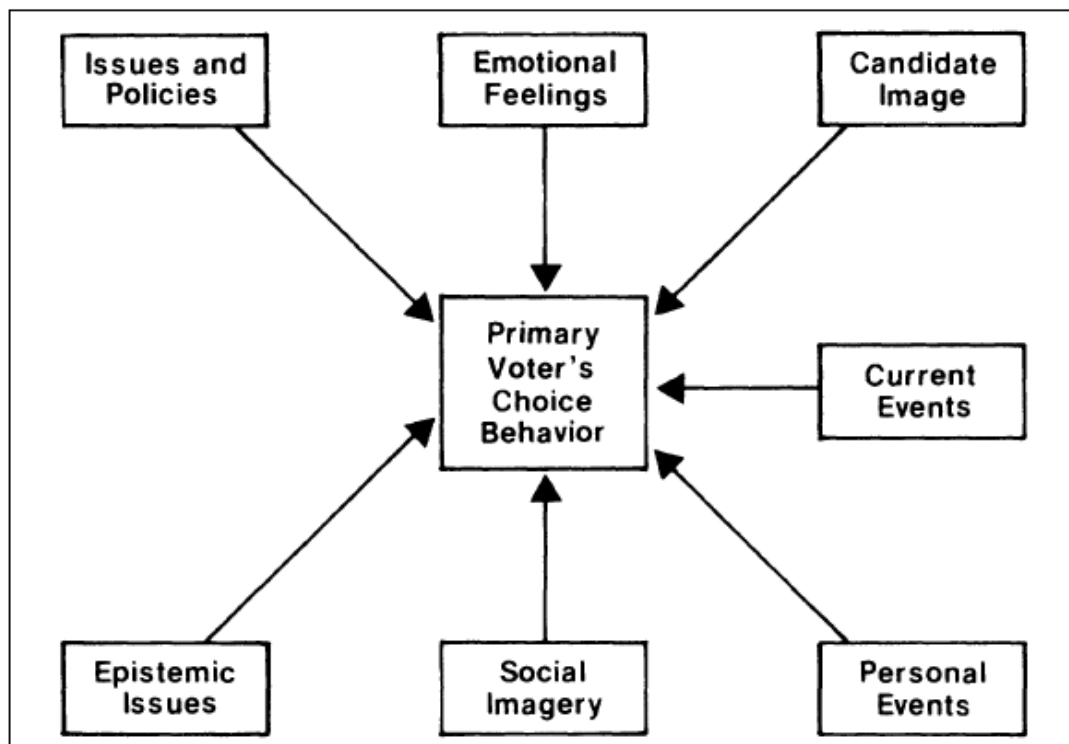 Issues and
Policies
Emotional
Feelings
Candidate
Image
Primary
Voter's
Choice
Behavior
Current
Events
Epistemic
Issues
Social
Imagery
Personal
Events